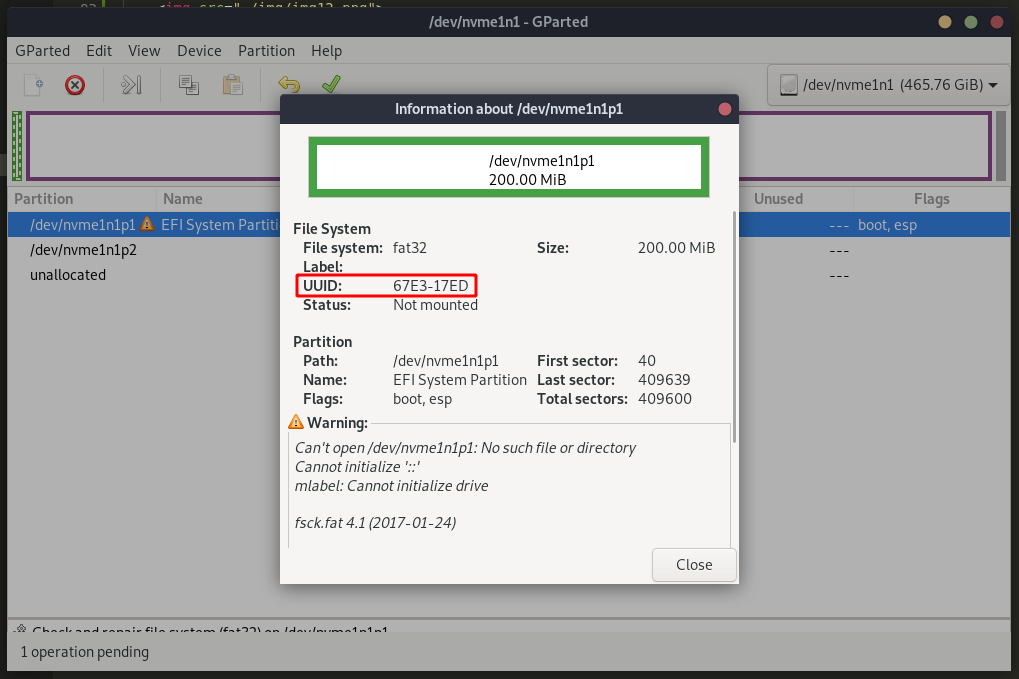 <img src="./img/img12.png">
/dev/nvme1n1 - GParted
GParted Edit View Device Partition Help
/dev/nvme1n1 (465.76 GiB)
Information about /dev/nvme1n1p1
/dev/nvme1n1p1
200.00 MiB
Partition Name Unused Flags
/dev/nvme1n1p1 EFI System Partiti --- boot, esp
/dev/nvme1n1p2 ---
unallocated ---
File System
File system: fat32 Size: 200.00 MiB
Label:
UUID: 67E3-17ED
Status: Not mounted
Partition
Path: /dev/nvme1n1p1 First sector: 40
Name: EFI System Partition Last sector: 409639
Flags: boot, esp Total sectors: 409600
Warning:
Can't open /dev/nvme1n1p1: No such file or directory
Cannot initialize '::'
mlabel: Cannot initialize drive
fsck.fat 4.1 (2017-01-24)
Close
Check and repair file system (fat32) on /dev/nvme1n1p1
1 operation pending